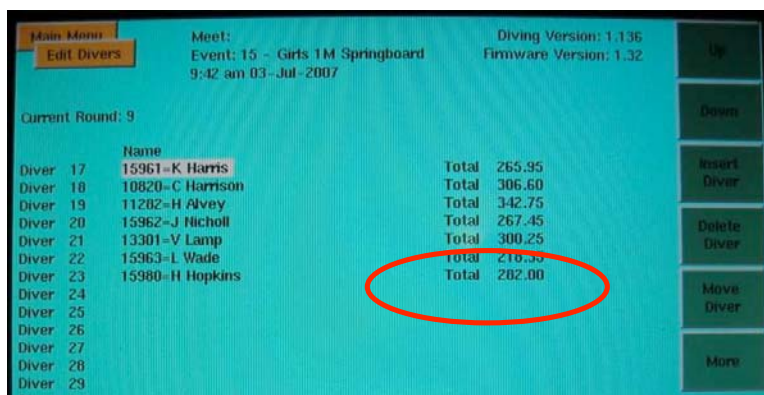 Main Menu
Edit Divers
Meet:
Event: 15 - Girls 1M Springboard
9:42 am 03-Jul-2007
Diving Version: 1.136
Firmware Version: 1.32
Current Round: 9
Name
Diver 17 15961=K Harris Total 265.95
Diver 18 10820=C Harrison Total 306.60
Diver 19 11282=H Alvey Total 342.75
Diver 20 15962=J Nicholl Total 267.45
Diver 21 13301=V Lamp Total 300.25
Diver 22 15963=L Wade Total
Diver 23 15980=H Hopkins Total 282.00
Diver 24
Diver 25
Diver 26
Diver 27
Diver 28
Diver 29
Up
Down
Insert
Diver
Delete
Diver
Move
Diver
More